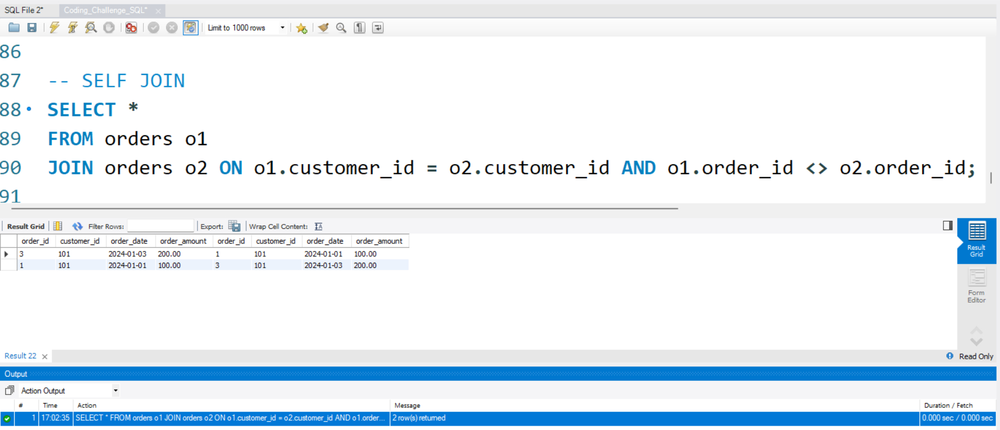 SQL File 2* Coding_Challenge_SQL*
Limit to 1000 rows
86
87 -- SELF JOIN
88 SELECT *
89 FROM orders o1
90 JOIN orders o2 ON o1.customer_id = o2.customer_id AND o1.order_id <> o2.order_id;
91
Result Grid Filter Rows: Export: Wrap Cell Content:
order_id customer_id order_date order_amount order_id customer_id order_date order_amount
3 101 2024-01-03 200.00 1 101 2024-01-01 100.00
1 101 2024-01-01 100.00 3 101 2024-01-03 200.00
Result
Grid
Form
Editor
Result 22 Read Only
Output
Action Output
# Time Action Message Duration / Fetch
1 17:02:35 SELECT * FROM orders o1 JOIN orders o2 ON o1.customer_id = o2.customer_id AND o1.order... 2 row(s) returned 0.000 sec / 0.000 sec